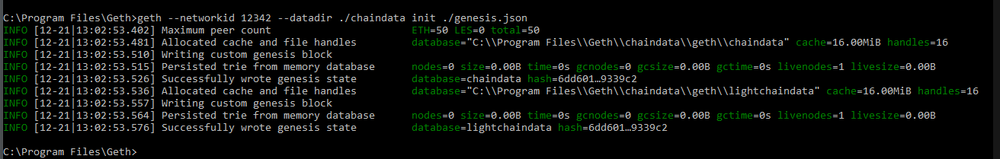 C:\Program Files\Geth>geth --networkid 12342 --datadir ./chaindata init ./genesis.json
INFO [12-21|13:02:53.402] Maximum peer count ETH=50 LES=0 total=50
INFO [12-21|13:02:53.481] Allocated cache and file handles database="C:\\Program Files\\Geth\\chaindata\\geth\\chaindata" cache=16.00MiB handles=16
INFO [12-21|13:02:53.510] Writing custom genesis block
INFO [12-21|13:02:53.515] Persisted trie from memory database nodes=0 size=0.00B time=0s gcnodes=0 gcsize=0.00B gctime=0s livenodes=1 livesize=0.00B
INFO [12-21|13:02:53.526] Successfully wrote genesis state database=chaindata hash=6dd601…9339c2
INFO [12-21|13:02:53.536] Allocated cache and file handles database="C:\\Program Files\\Geth\\chaindata\\geth\\lightchaindata" cache=16.00MiB handles=16
INFO [12-21|13:02:53.557] Writing custom genesis block
INFO [12-21|13:02:53.564] Persisted trie from memory database nodes=0 size=0.00B time=0s gcnodes=0 gcsize=0.00B gctime=0s livenodes=1 livesize=0.00B
INFO [12-21|13:02:53.576] Successfully wrote genesis state database=lightchaindata hash=6dd601…9339c2
C:\Program Files\Geth>